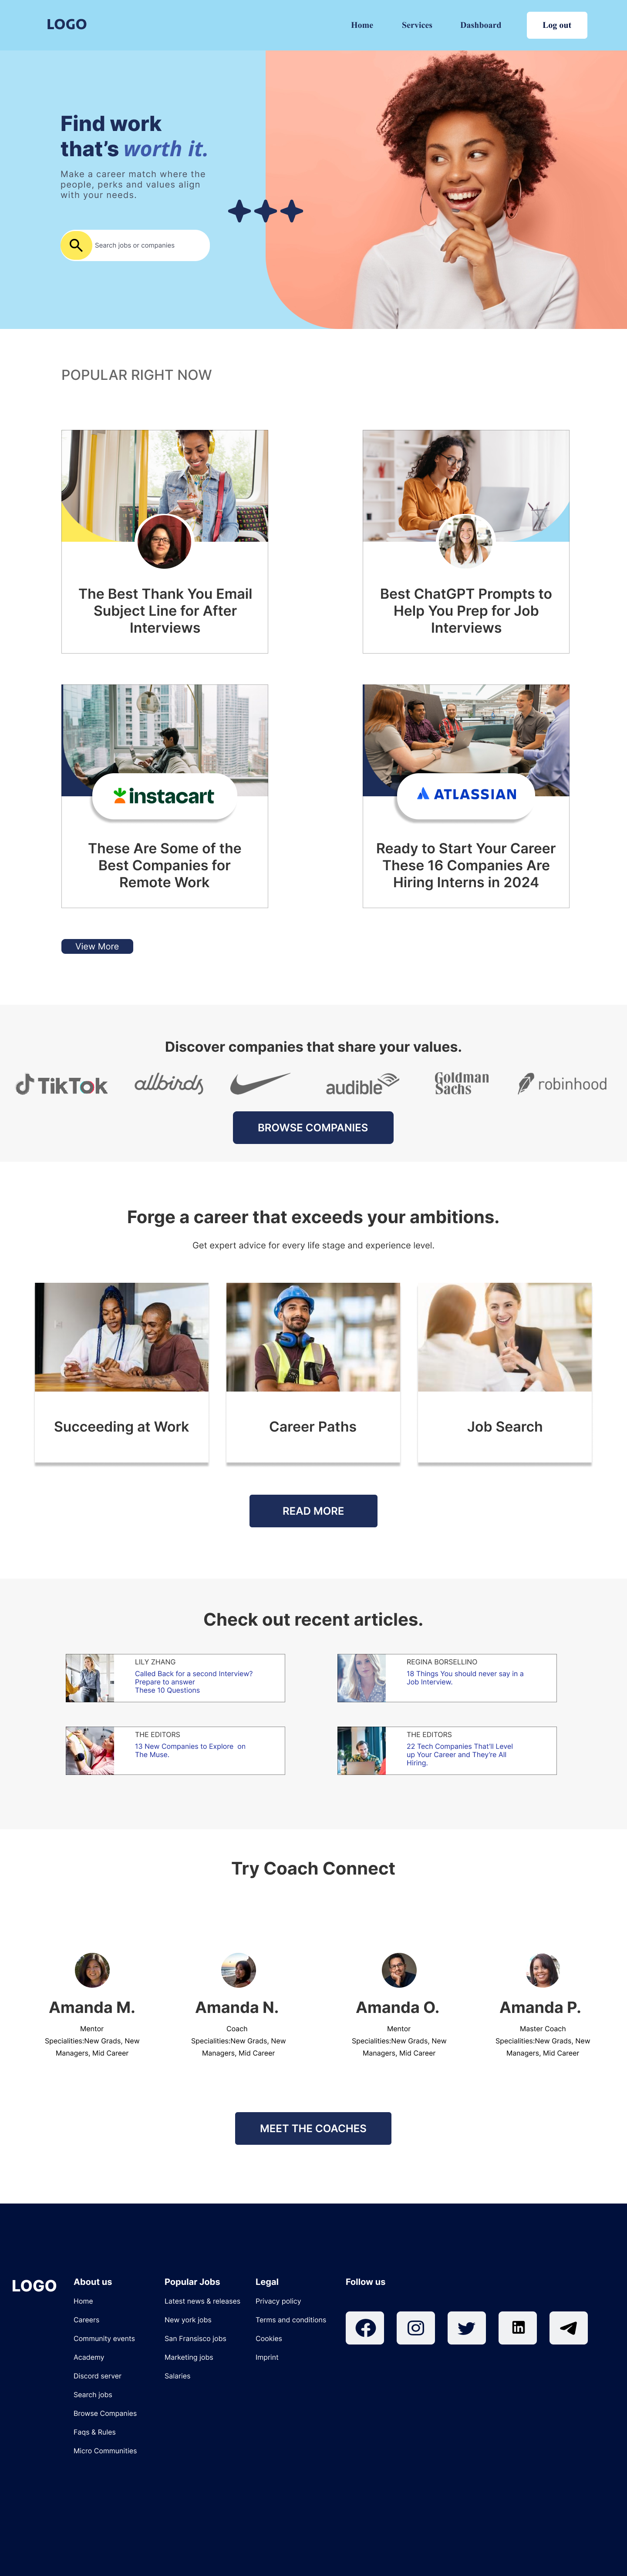 LOGO
Home
Services
Dashboard
Log out
Find work
that's worth it.
Make a career match where the
people, perks and values align
with your needs.
Search jobs or companies
POPULAR RIGHT NOW
The Best Thank You Email
Subject Line for After
Interviews
Best ChatGPT Prompts to
Help You Prep for Job
Interviews
instacart
These Are Some of the
Best Companies for
Remote Work
ATLASSIAN
Ready to Start Your Career
These 16 Companies Are
Hiring Interns in 2024
View More
Discover companies that share your values.
TikTok
allbirds
audible
Goldman
Sachs
robinhood
BROWSE COMPANIES
Forge a career that exceeds your ambitions.
Get expert advice for every life stage and experience level.
Succeeding at Work
Career Paths
Job Search
READ MORE
Check out recent articles.
LILY ZHANG
Called Back for a second Interview?
Prepare to answer
These 10 Questions
REGINA BORSELLINO
18 Things You should never say in a
Job Interview.
THE EDITORS
13 New Companies to Explore on
The Muse.
THE EDITORS
22 Tech Companies That'll Level
up Your Career and They're All
Hiring.
Try Coach Connect
Amanda M.
Mentor
Specialities:New Grads, New
Managers, Mid Career
Amanda N.
Coach
Specialities:New Grads, New
Managers, Mid Career
Amanda O.
Mentor
Specialities:New Grads, New
Managers, Mid Career
Amanda P.
Master Coach
Specialities:New Grads, New
Managers, Mid Career
MEET THE COACHES
LOGO
About us
Home
Careers
Community events
Academy
Discord server
Search jobs
Browse Companies
Faqs & Rules
Micro Communities
Popular Jobs
Latest news & releases
New york jobs
San Fransisco jobs
Marketing jobs
Salaries
Legal
Privacy policy
Terms and conditions
Cookies
Imprint
Follow us